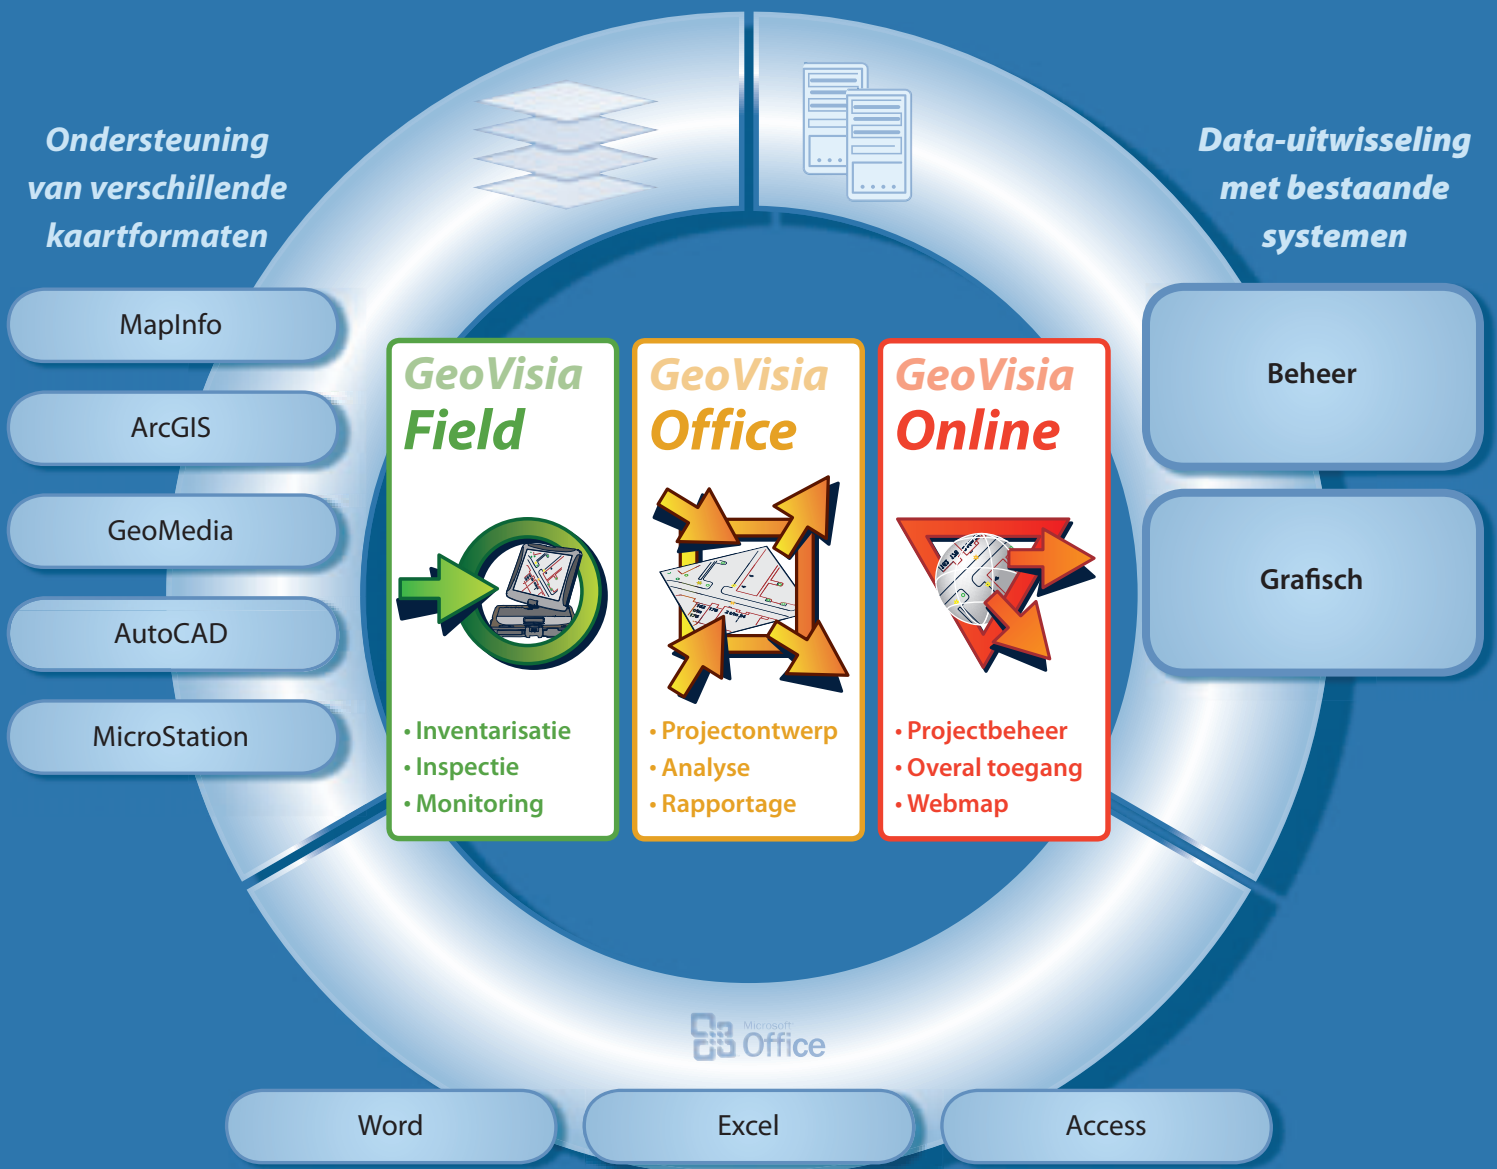 Ondersteuning
van verschillende
kaartformaten
MapInfo
ArcGIS
GeoMedia
AutoCAD
MicroStation
GeoVisia
Field
• Inventarisatie
• Inspectie
• Monitoring
GeoVisia
Office
• Projectontwerp
• Analyse
• Rapportage
GeoVisia
Online
• Projectbeheer
• Overal toegang
• Webmap
Data-uitwisseling
met bestaande
systemen
Beheer
Grafisch
Microsoft
Office
Word
Excel
Access